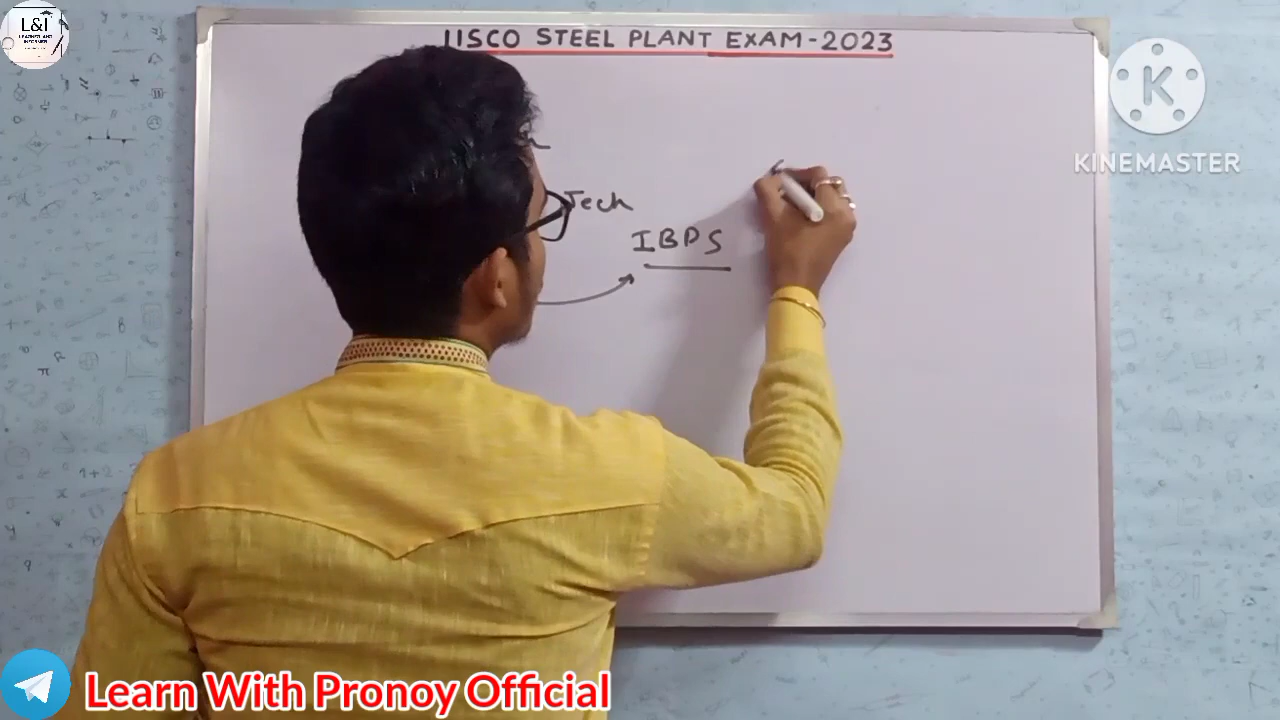 L&I
IISCO STEEL PLANT EXAM-2023
KINEMASTER
Tech
IBPS
Learn With Pronoy Official